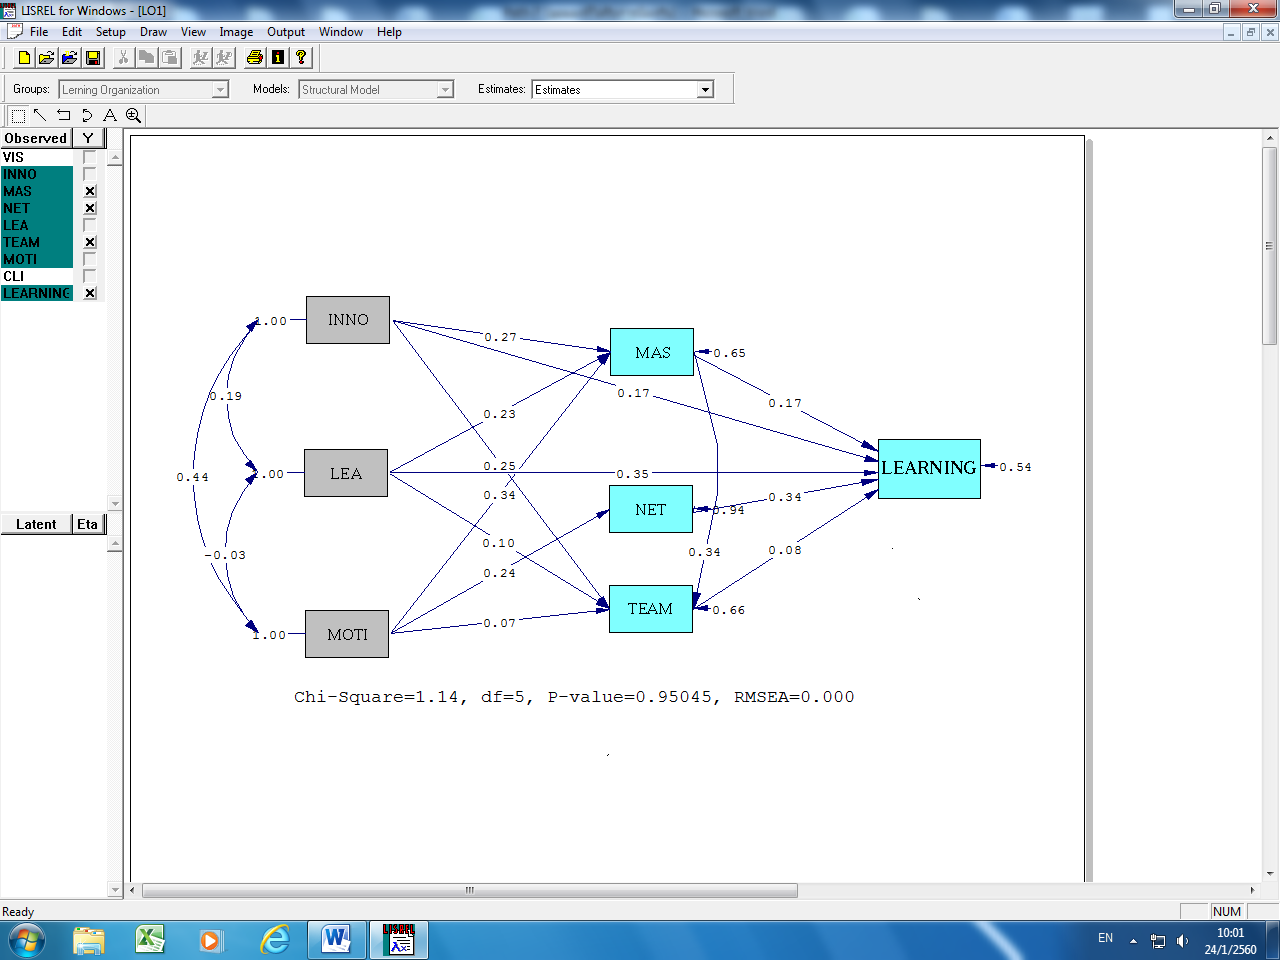 LISREL for Windows - [LO1]
File Edit Setup Draw View Image Output Window Help
Groups: Lerning Organization Models: Structural Model Estimates: Estimates
Observed Y
VIS
INNO
MAS
NET
LEA
TEAM
MOTI
CLI
LEARNING
Latent Eta
1.00 INNO
0.27
MAS 0.65
0.19
0.17
0.17
0.23
LEARNING 0.54
0.44
LEA
0.25
0.35
0.34
0.34
NET 0.94
0.10
-0.03
0.34
0.08
0.24
TEAM 0.66
0.07
1.00 MOTI
Chi-Square=1.14, df=5, P-value=0.95045, RMSEA=0.000
Ready NUM
EN 10:01
24/1/2560